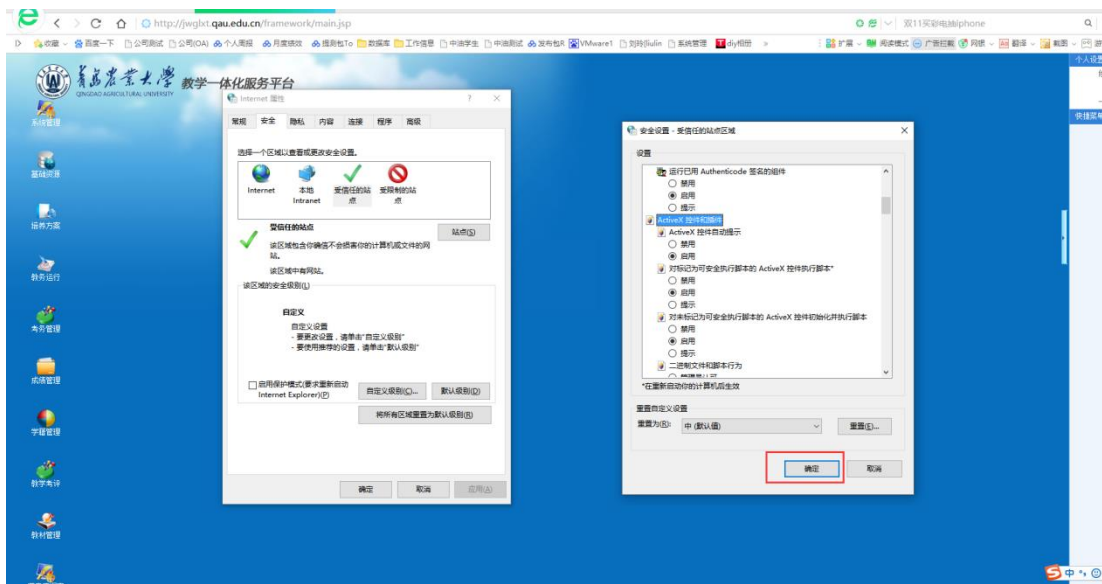 http://jwglxt.qau.edu.cn/framework/main.jsp
双11买彩电抽iphone
收藏 百度一下 公司测试 公司(OA) 个人周报 月度绩效 提测包To 数据库 工作信息 中油学生 中油测试 发布包R VMware1 刘玲liulin 系统管理 diy相册 »
扩展 阅读模式 广告拦截 网银 翻译 截图
个人设置
青岛农业大学 教学一体化服务平台
QINGDAO AGRICULTURAL UNIVERSITY
快捷菜单
系统管理
培养方案
教务运行
考务管理
成绩管理
学籍管理
教学考评
教材管理
Internet 属性
常规 安全 隐私 内容 连接 程序 高级
选择一个区域以查看或更改安全设置。
Internet 本地 Intranet 受信任的站点 受限制的站点
受信任的站点
站点(S)
该区域包含你确信不会损害你的计算机或文件的网
站。
该区域中有网站。
该区域的安全级别(L)
自定义
自定义设置
- 要更改设置，请单击"自定义级别"
- 要使用推荐的设置，请单击"默认级别"
启用保护模式(要求重新启动
Internet Explorer)(P)
自定义级别(C)... 默认级别(D)
将所有区域重置为默认级别(R)
确定 取消 应用(A)
安全设置 - 受信任的站点区域
设置
运行已用 Authenticode 签名的组件
禁用
启用
提示
ActiveX 控件和插件
ActiveX 控件自动提示
禁用
启用
对标记为可安全执行脚本的 ActiveX 控件执行脚本*
禁用
启用
提示
对未标记为可安全执行脚本的 ActiveX 控件初始化并执行脚本
禁用
启用
提示
二进制文件和脚本行为
管理员认可
*在重新启动你的计算机后生效
重置自定义设置
重置为(R): 中 (默认值) 重置(E)...
确定 取消
中